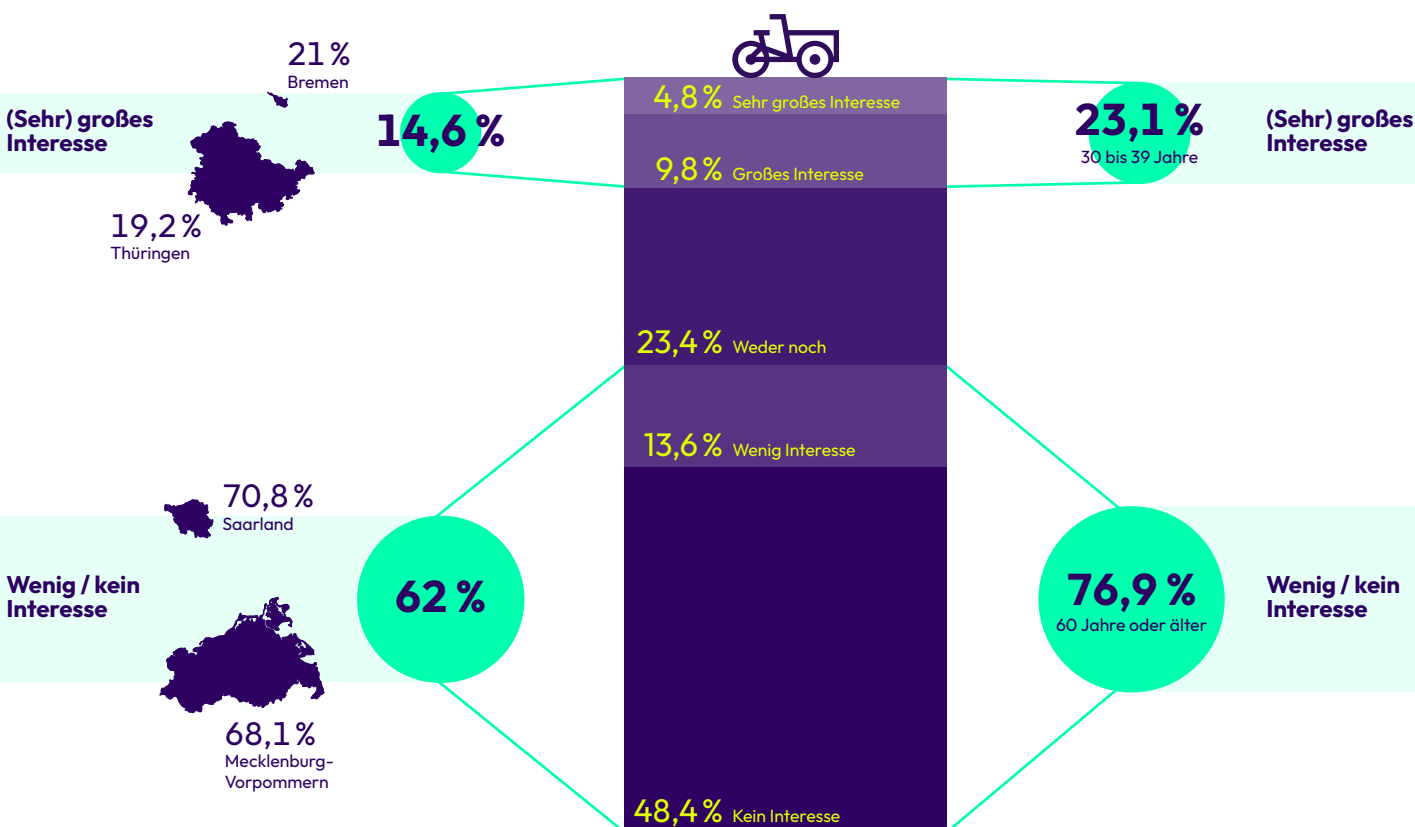 21 %
Bremen
(Sehr) großes
Interesse
14,6 %
19,2 %
Thüringen
4,8 % Sehr großes Interesse
9,8 % Großes Interesse
23,4 % Weder noch
13,6 % Wenig Interesse
48,4 % Kein Interesse
23,1 %
30 bis 39 Jahre
(Sehr) großes
Interesse
70,8 %
Saarland
Wenig / kein
Interesse
62 %
68,1 %
Mecklenburg-
Vorpommern
76,9 %
60 Jahre oder älter
Wenig / kein
Interesse